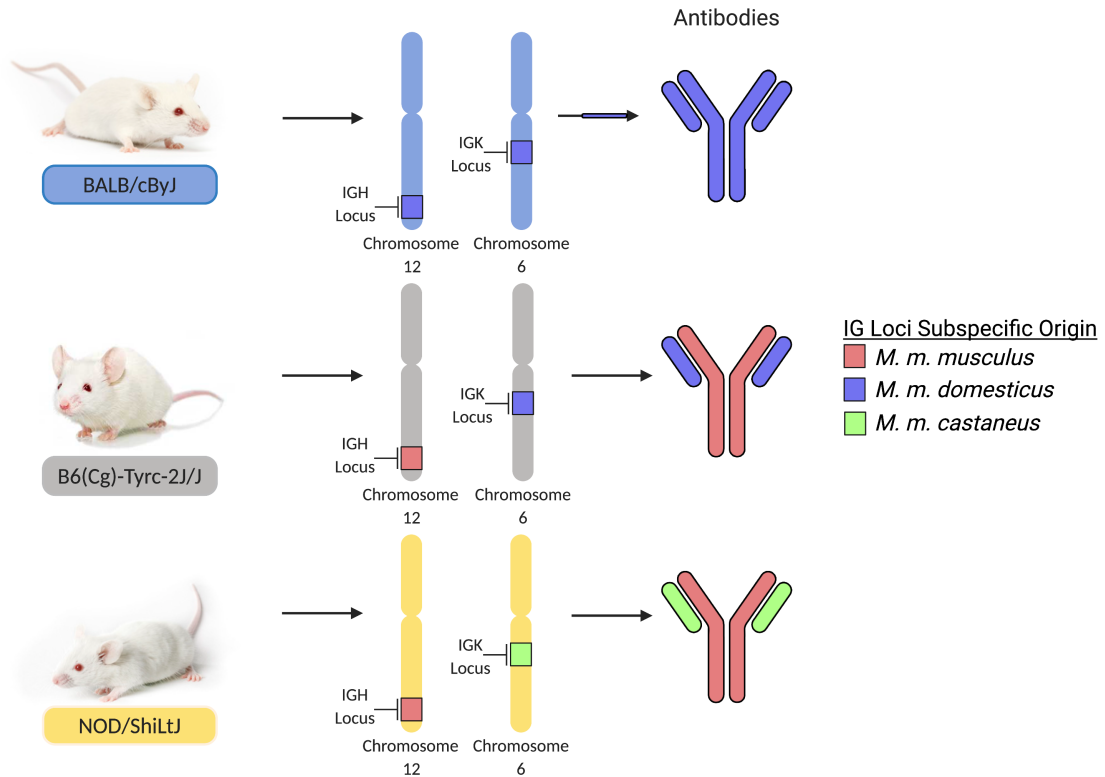 Antibodies
BALB/cByJ
IGH
Locus
Chromosome
12
IGK
Locus
Chromosome
6
B6(Cg)-Tyrc-2J/J
IGH
Locus
Chromosome
12
IGK
Locus
Chromosome
6
IG Loci Subspecific Origin
M. m. musculus
M. m. domesticus
M. m. castaneus
NOD/ShiLtJ
IGH
Locus
Chromosome
12
IGK
Locus
Chromosome
6